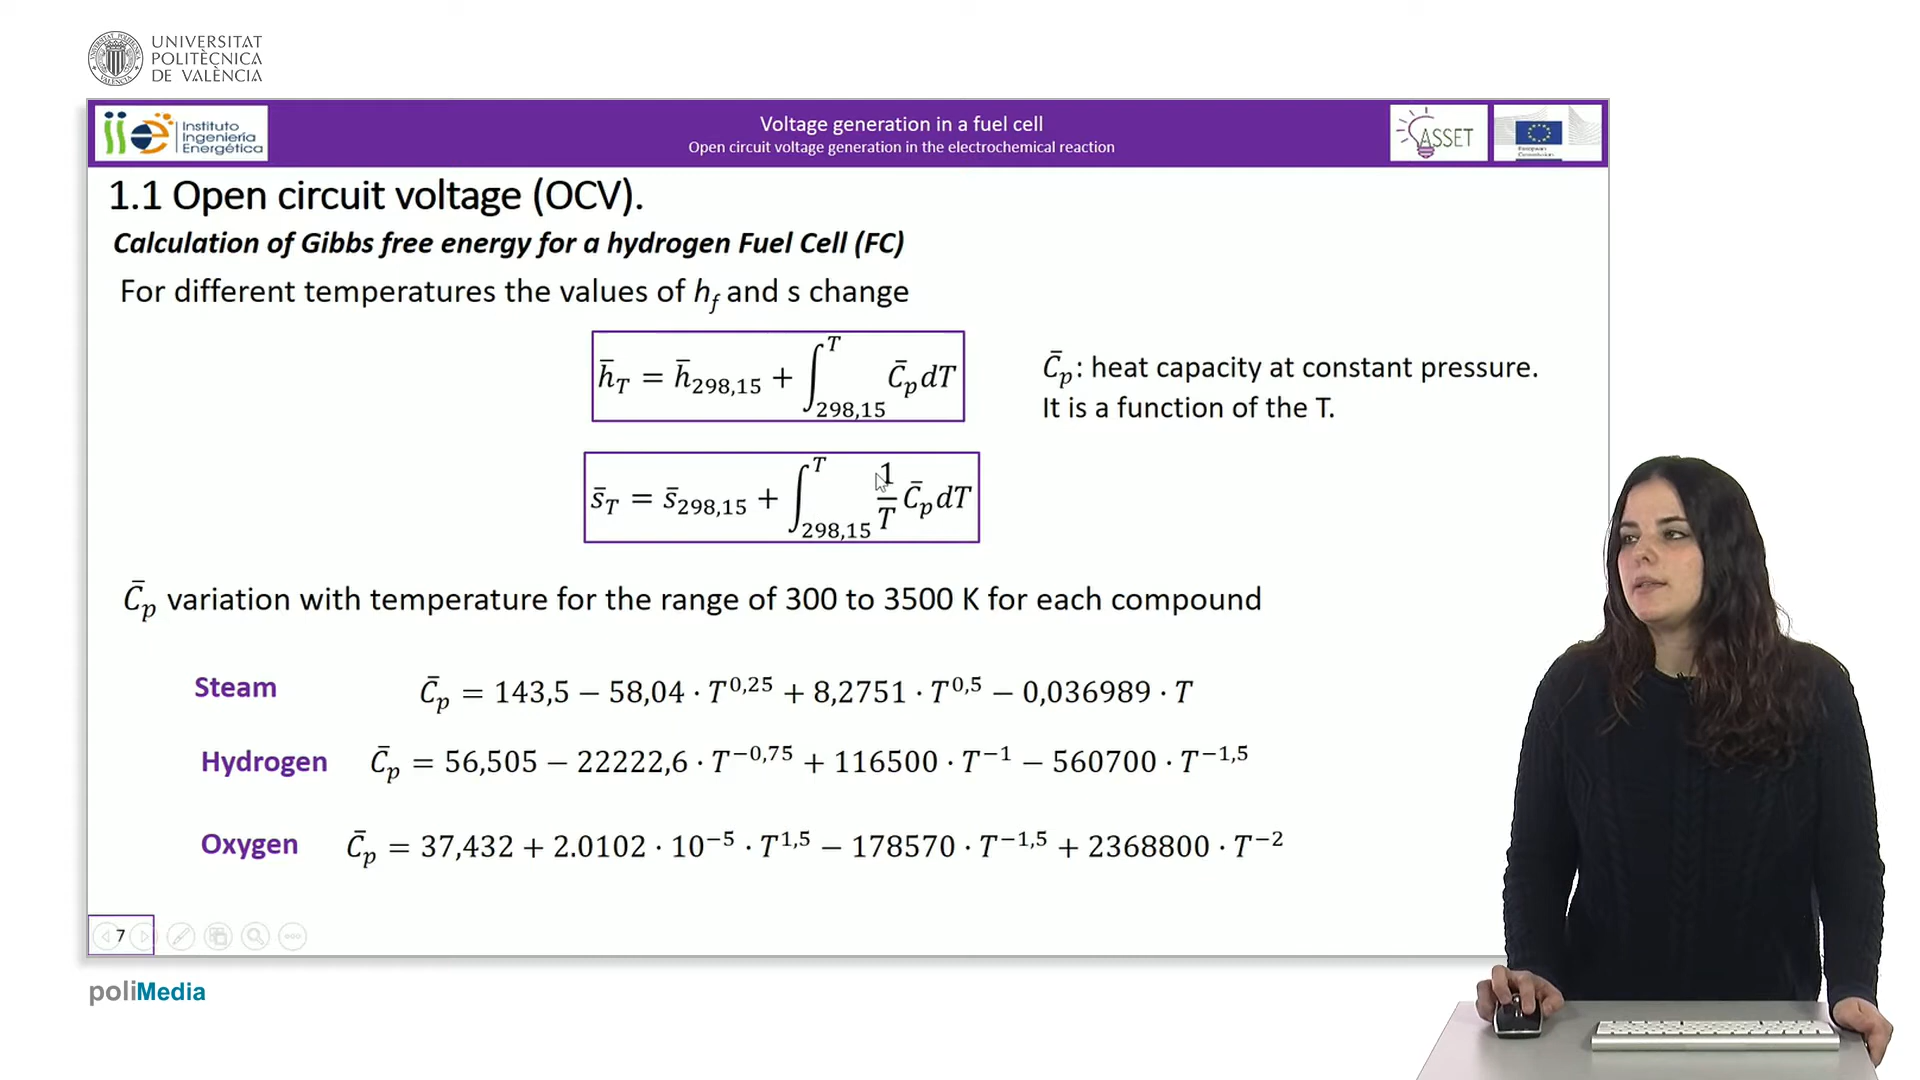 UNIVERSITAT
POLITÈCNICA
DE VALÈNCIA
Instituto
Ingeniería
Energética
Voltage generation in a fuel cell
Open circuit voltage generation in the electrochemical reaction
ASSET
European
Commission
1.1 Open circuit voltage (OCV).
Calculation of Gibbs free energy for a hydrogen Fuel Cell (FC)
For different temperatures the values of h_f and s change
h̄_T = h̄_298,15 + ∫_298,15^T C̄_p dT
C̄_p: heat capacity at constant pressure.
It is a function of the T.
s̄_T = s̄_298,15 + ∫_298,15^T 1/T C̄_p dT
C̄_p variation with temperature for the range of 300 to 3500 K for each compound
Steam C̄_p = 143,5 − 58,04 · T^0,25 + 8,2751 · T^0,5 − 0,036989 · T
Hydrogen C̄_p = 56,505 − 22222,6 · T^−0,75 + 116500 · T^−1 − 560700 · T^−1,5
Oxygen C̄_p = 37,432 + 2.0102 · 10^−5 · T^1,5 − 178570 · T^−1,5 + 2368800 · T^−2
7
poliMedia